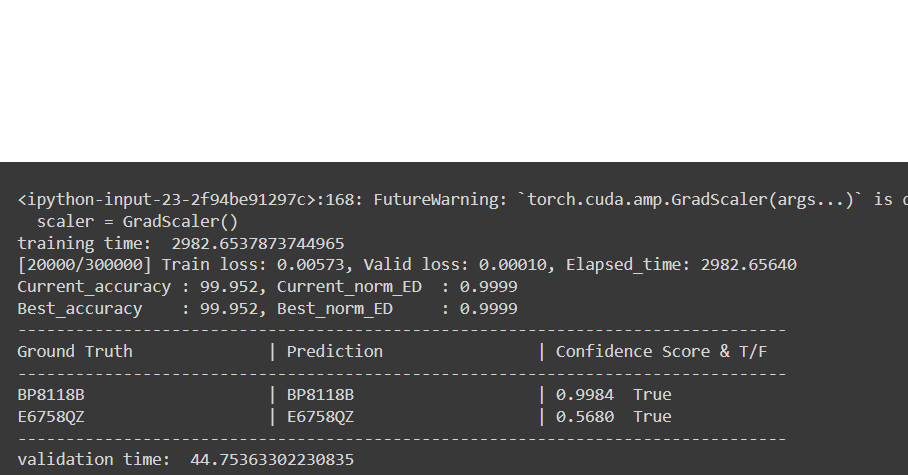 <ipython-input-23-2f94be91297c>:168: FutureWarning: `torch.cuda.amp.GradScaler(args...)` is
scaler = GradScaler()
training time:  2982.6537873744965
[20000/300000] Train loss: 0.00573, Valid loss: 0.00010, Elapsed_time: 2982.65640
Current_accuracy : 99.952, Current_norm_ED  : 0.9999
Best_accuracy    : 99.952, Best_norm_ED     : 0.9999
--------------------------------------------------------------------------------
Ground Truth              | Prediction                | Confidence Score & T/F
--------------------------------------------------------------------------------
BP8118B                   | BP8118B                   | 0.9984  True
E6758QZ                   | E6758QZ                   | 0.5680  True
--------------------------------------------------------------------------------
validation time:  44.75363302230835